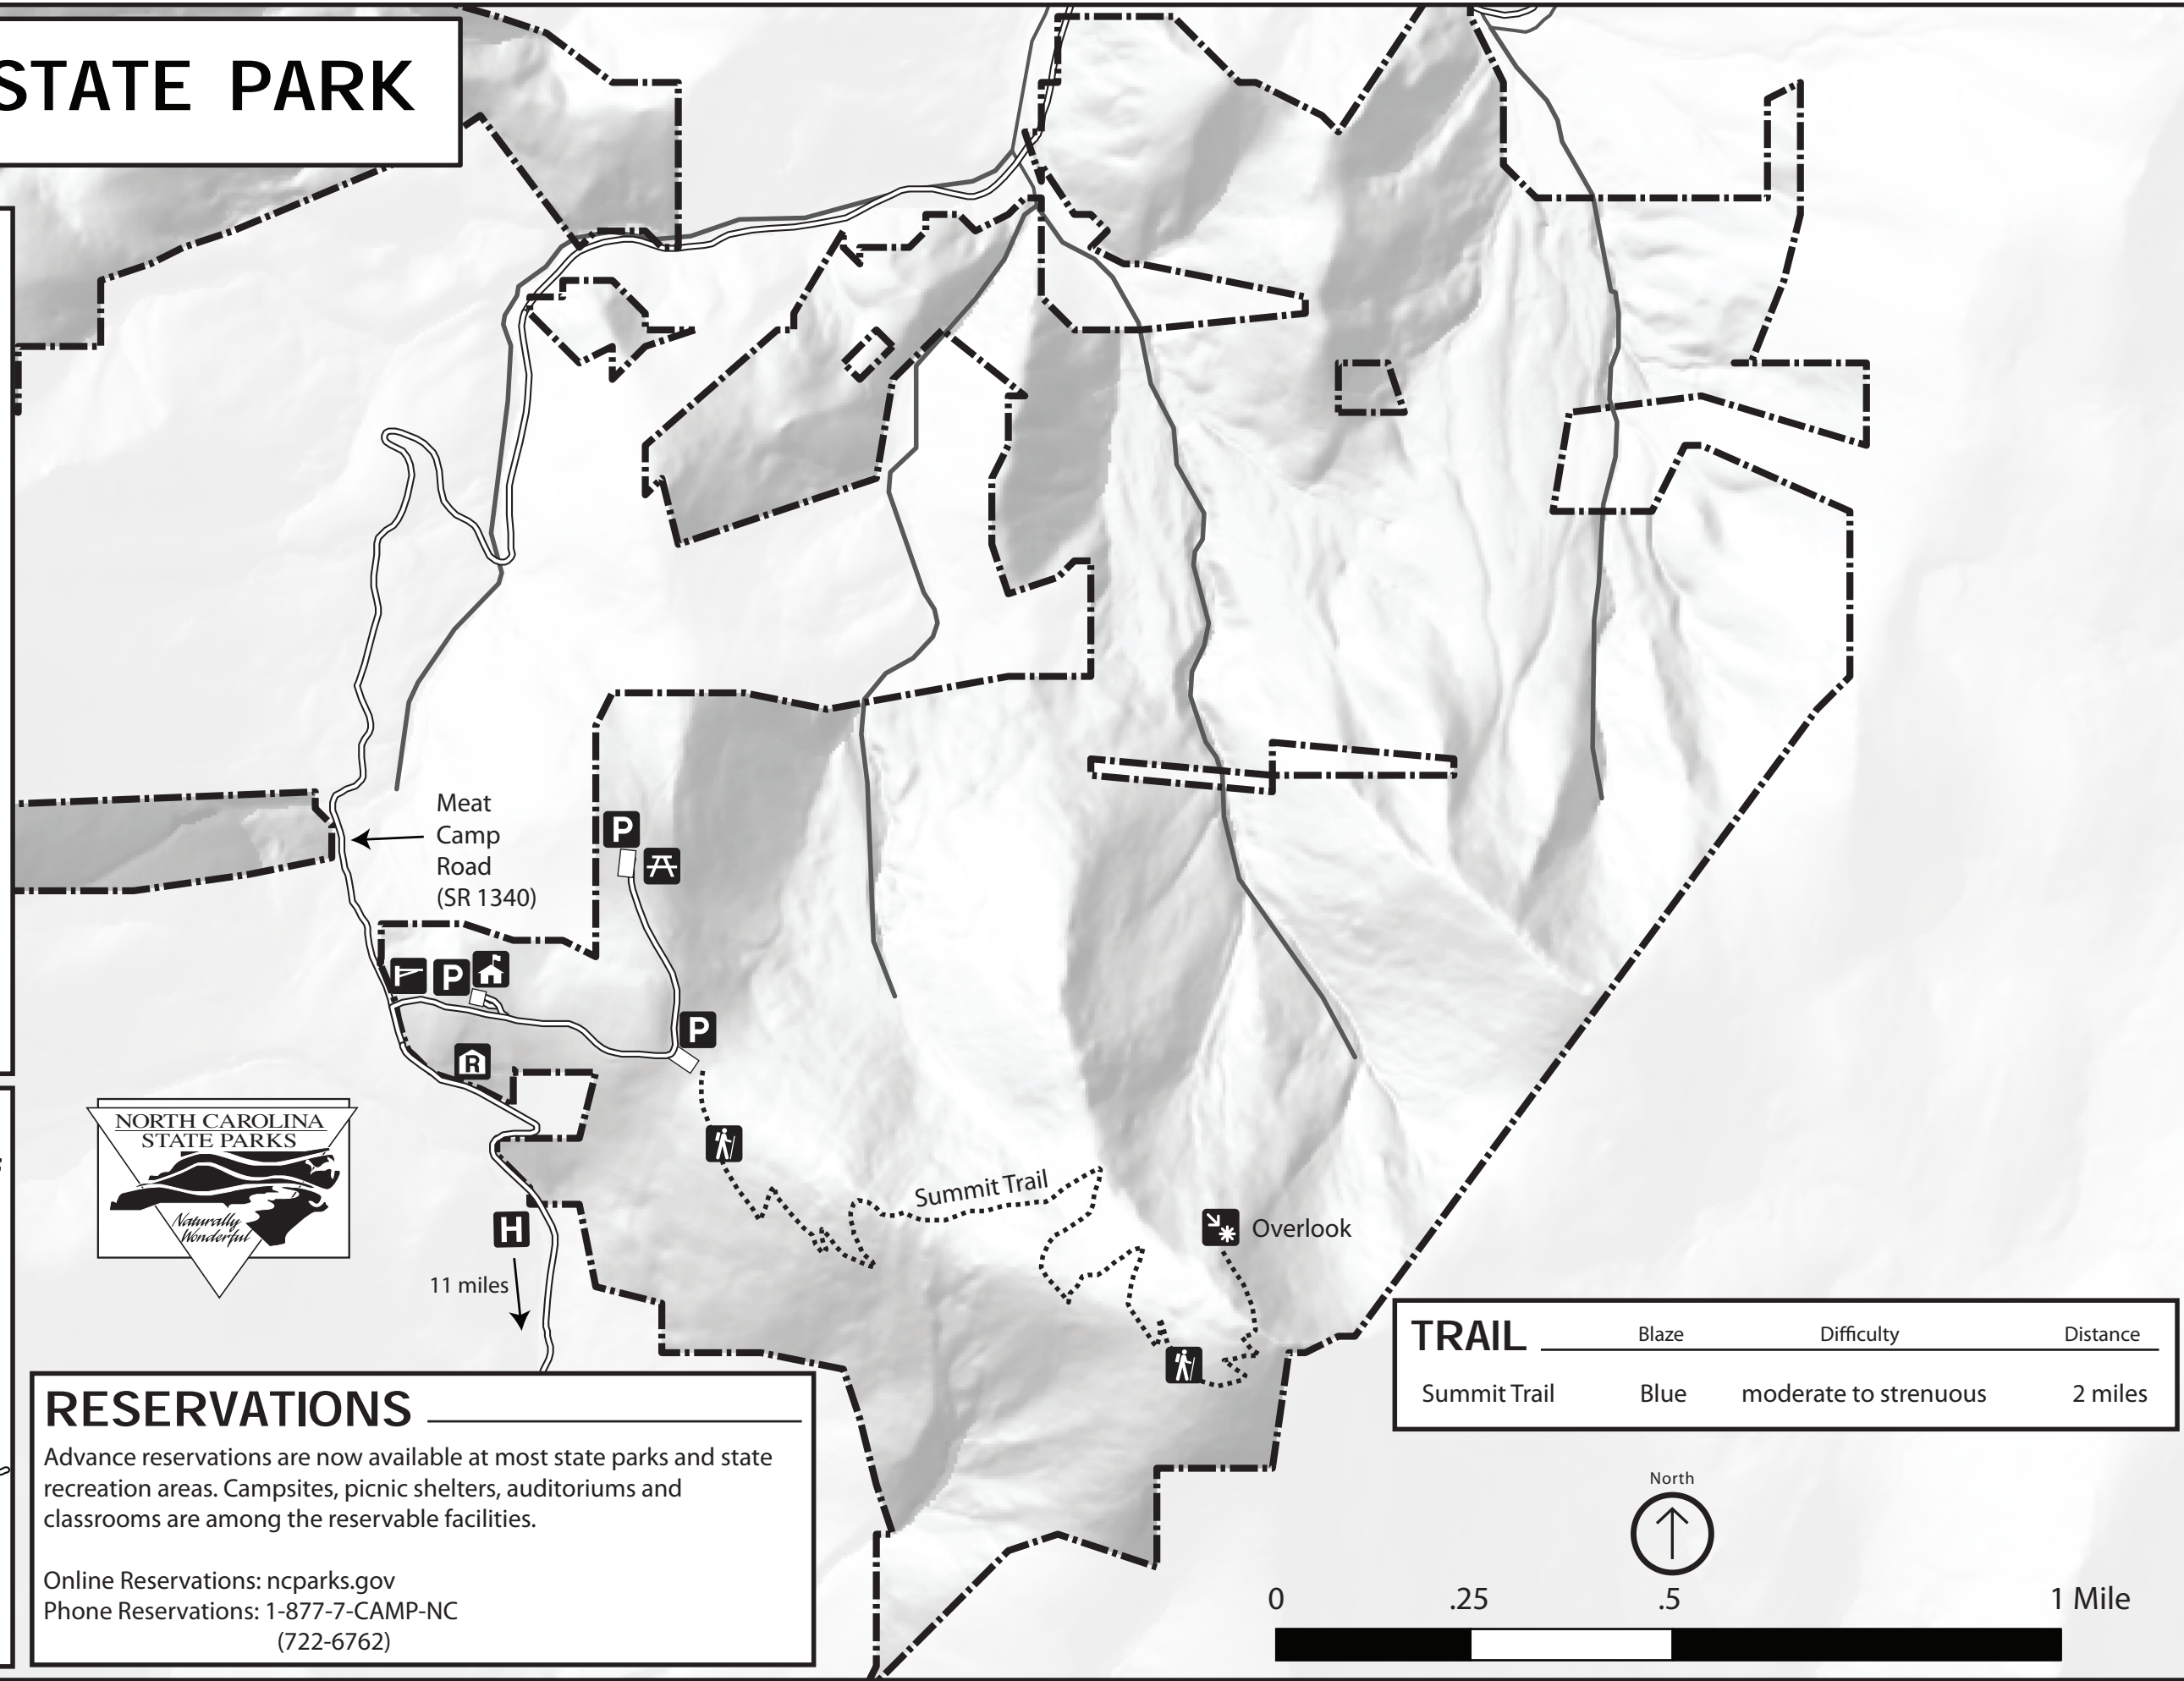 STATE PARK
Meat
Camp
Road
(SR 1340)
P
P
P
R
NORTH CAROLINA
STATE PARKS
Naturally
Wonderful
H
11 miles
Summit Trail
Overlook
TRAIL Blaze Difficulty Distance
Summit Trail Blue moderate to strenuous 2 miles
RESERVATIONS
Advance reservations are now available at most state parks and state
recreation areas. Campsites, picnic shelters, auditoriums and
classrooms are among the reservable facilities.
Online Reservations: ncparks.gov
Phone Reservations: 1-877-7-CAMP-NC
(722-6762)
North
0 .25 .5 1 Mile